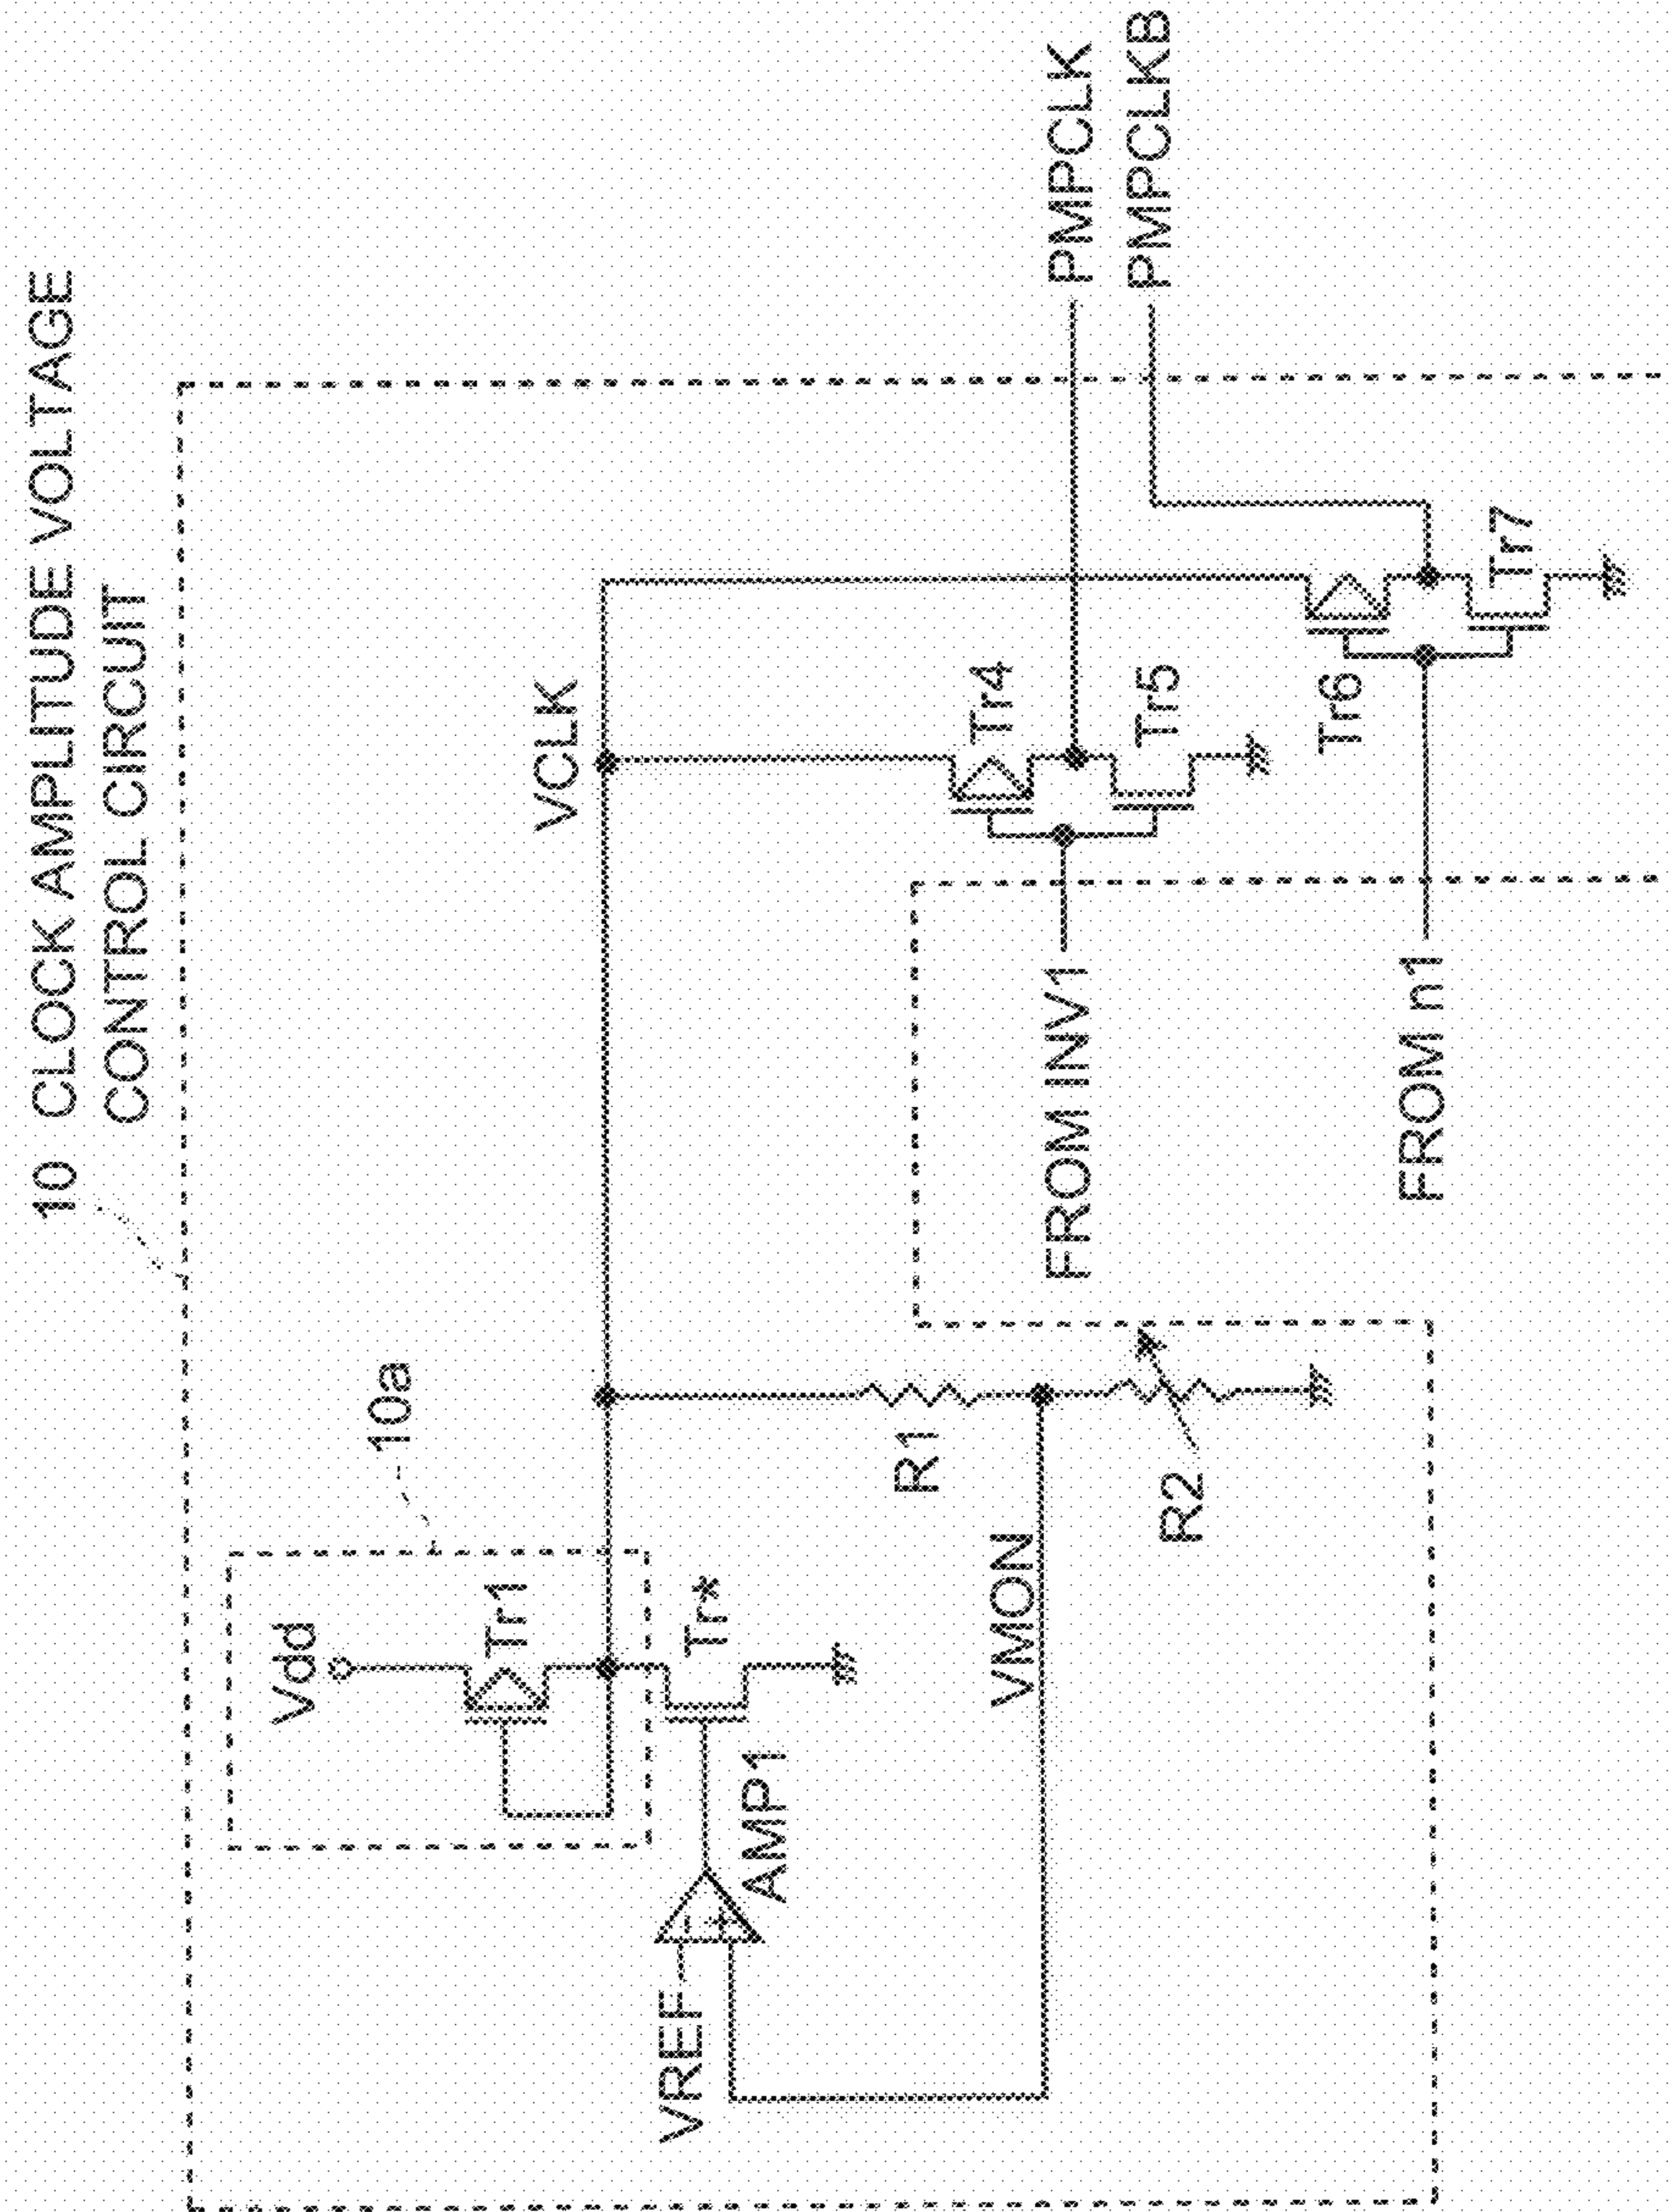 10 CLOCK AMPLITUDE VOLTAGE
CONTROL CIRCUIT
10a
Vdd
Tr1
VCLK
VREF
Tr*
AMP1
R1
VMON
R2
FROM INV1
Tr4
Tr5
PMPCLK
PMPCLKB
FROM n1
Tr6
Tr7
- +